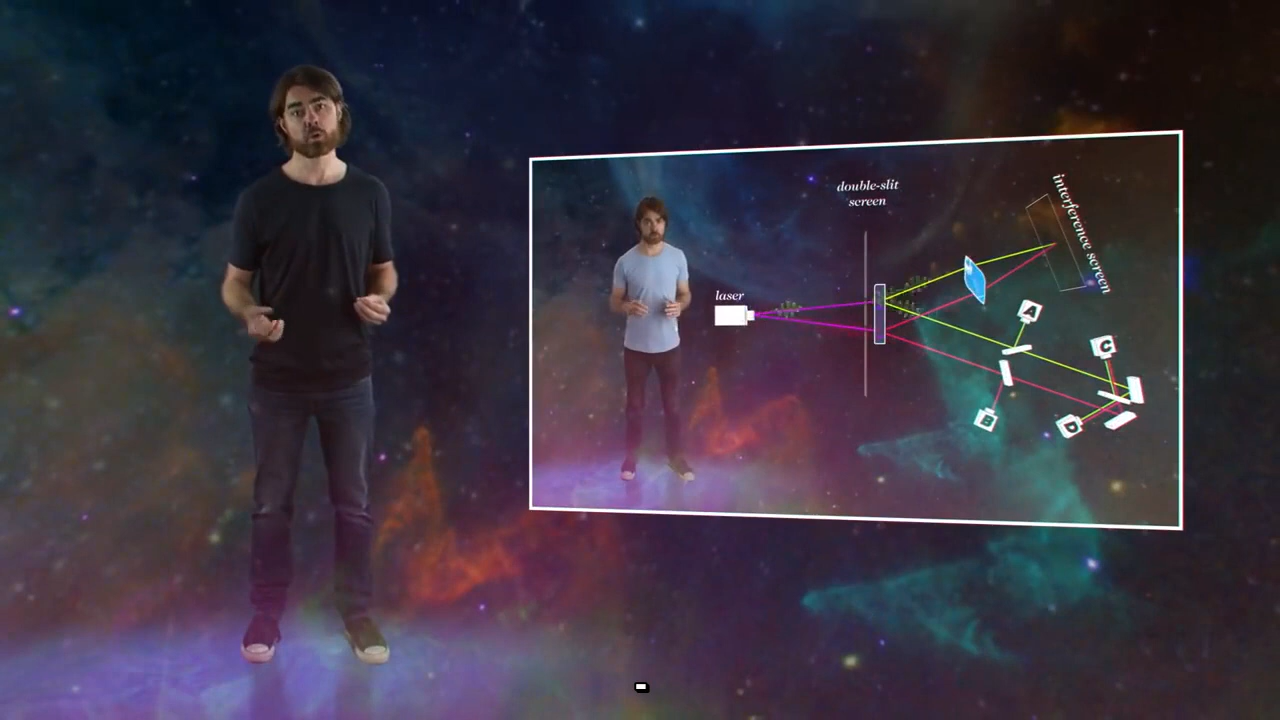 double-slit
screen
interference screen
laser
A
C
B
D